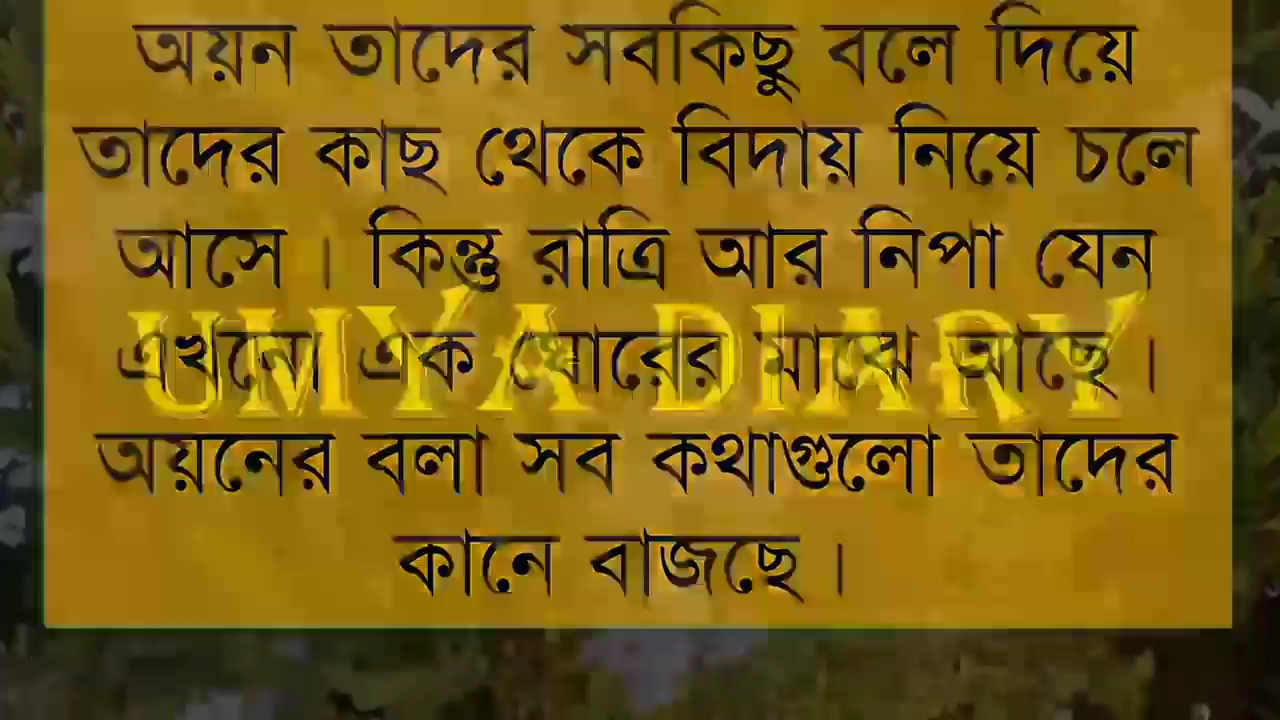 অয়ন তাদের সবকিছু বলে দিয়ে
তাদের কাছ থেকে বিদায় নিয়ে চলে
আসে । কিন্তু রাত্রি আর নিপা যেন
এখনো এক ঘোরের মাঝে আছে ।
UMYA DIARY
অয়নের বলা সব কথাগুলো তাদের
কানে বাজছে ।